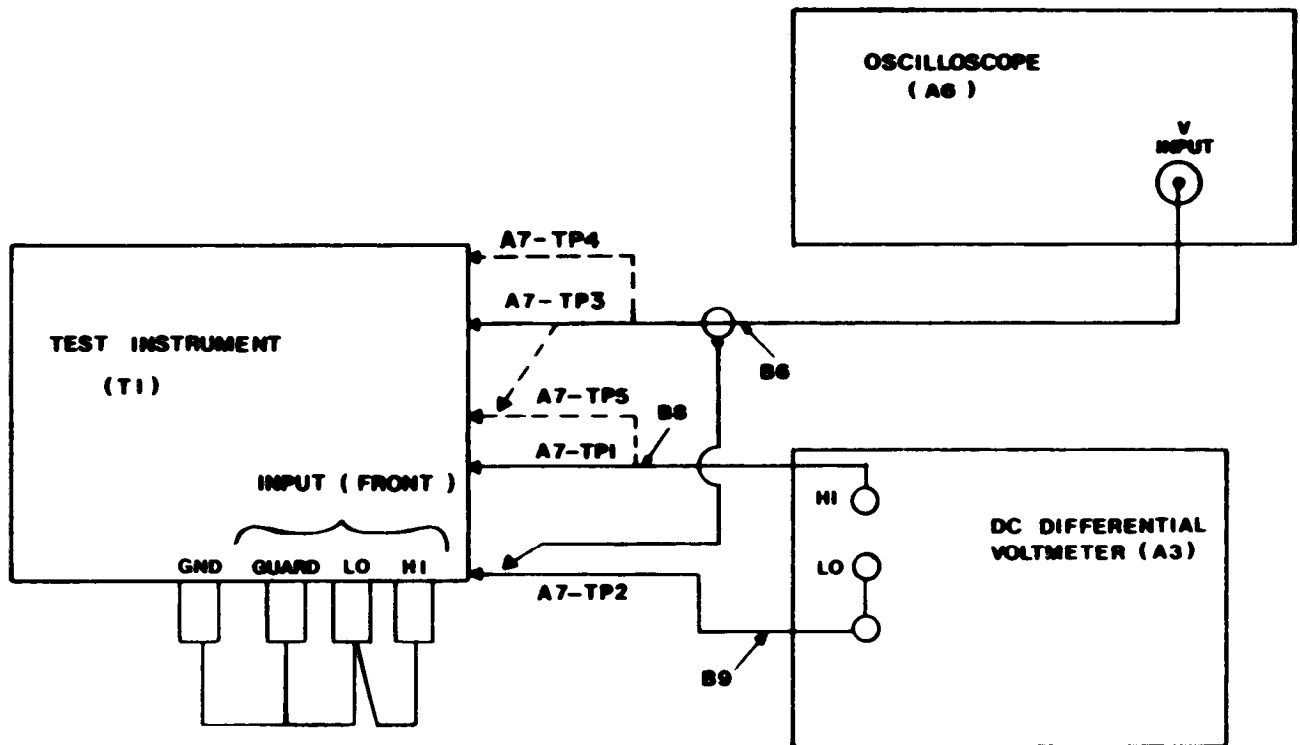 OSCILLOSCOPE
( A6 )
V
INPUT
A7-TP4
A7-TP3
TEST INSTRUMENT
(TI)
B6
A7-TP5
B8
A7-TP1
INPUT ( FRONT )
HI
DC DIFFERENTIAL
VOLTMETER (A3)
LO
GND GUARD LO HI
A7-TP2
B9